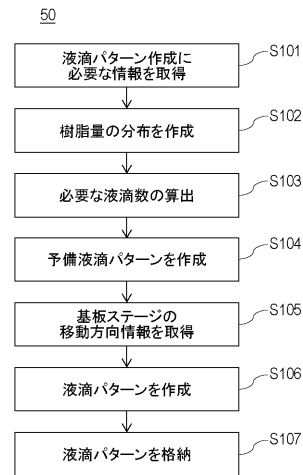 50
液滴パターン作成に
必要な情報を取得
S101
樹脂量の分布を作成
S102
必要な液滴数の算出
S103
予備液滴パターンを作成
S104
基板ステージの
移動方向情報を取得
S105
液滴パターンを作成
S106
液滴パターンを格納
S107